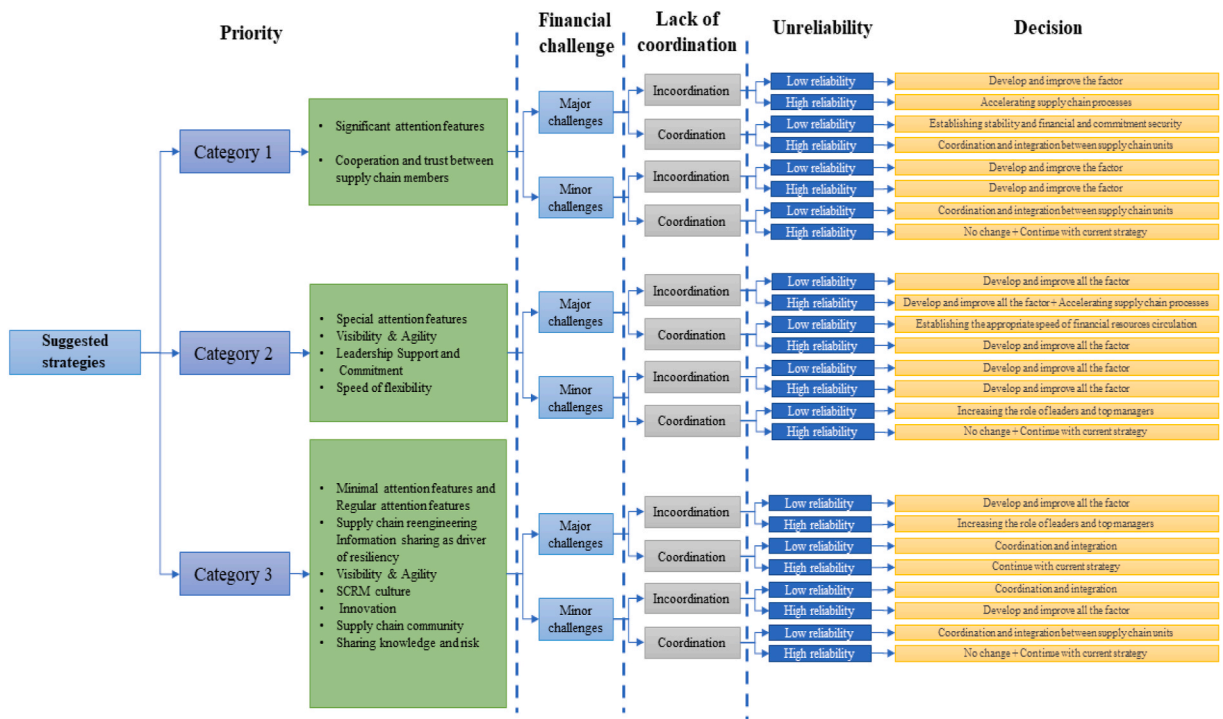 Priority
Financial
challenge
Lack of
coordination
Unreliability
Decision
Suggested
strategies
Category 1
• Significant attention features
• Cooperation and trust between
supply chain members
Major
challenges
Minor
challenges
Incoordination
Coordination
Incoordination
Coordination
Low reliability
Develop and improve the factor
High reliability
Accelerating supply chain processes
Low reliability
Establishing stability and financial and commitment security
High reliability
Coordination and integration between supply chain units
Low reliability
Develop and improve the factor
High reliability
Develop and improve the factor
Low reliability
Coordination and integration between supply chain units
High reliability
No change + Continue with current strategy
Category 2
• Special attention features
• Visibility & Agility
• Leadership Support and
• Commitment
• Speed of flexibility
Major
challenges
Minor
challenges
Incoordination
Coordination
Incoordination
Coordination
Low reliability
Develop and improve all the factor
High reliability
Develop and improve all the factor + Accelerating supply chain processes
Low reliability
Establishing the appropriate speed of financial resources circulation
High reliability
Develop and improve all the factor
Low reliability
Develop and improve all the factor
High reliability
Develop and improve all the factor
Low reliability
Increasing the role of leaders and top managers
High reliability
No change + Continue with current strategy
Category 3
• Minimal attention features and
Regular attention features
• Supply chain reengineering
Information sharing as driver
of resiliency
• Visibility & Agility
• SCRM culture
• Innovation
• Supply chain community
• Sharing knowledge and risk
Major
challenges
Minor
challenges
Incoordination
Coordination
Incoordination
Coordination
Low reliability
Develop and improve all the factor
High reliability
Increasing the role of leaders and top managers
Low reliability
Coordination and integration
High reliability
Continue with current strategy
Low reliability
Coordination and integration
High reliability
Develop and improve all the factor
Low reliability
Coordination and integration between supply chain units
High reliability
No change + Continue with current strategy